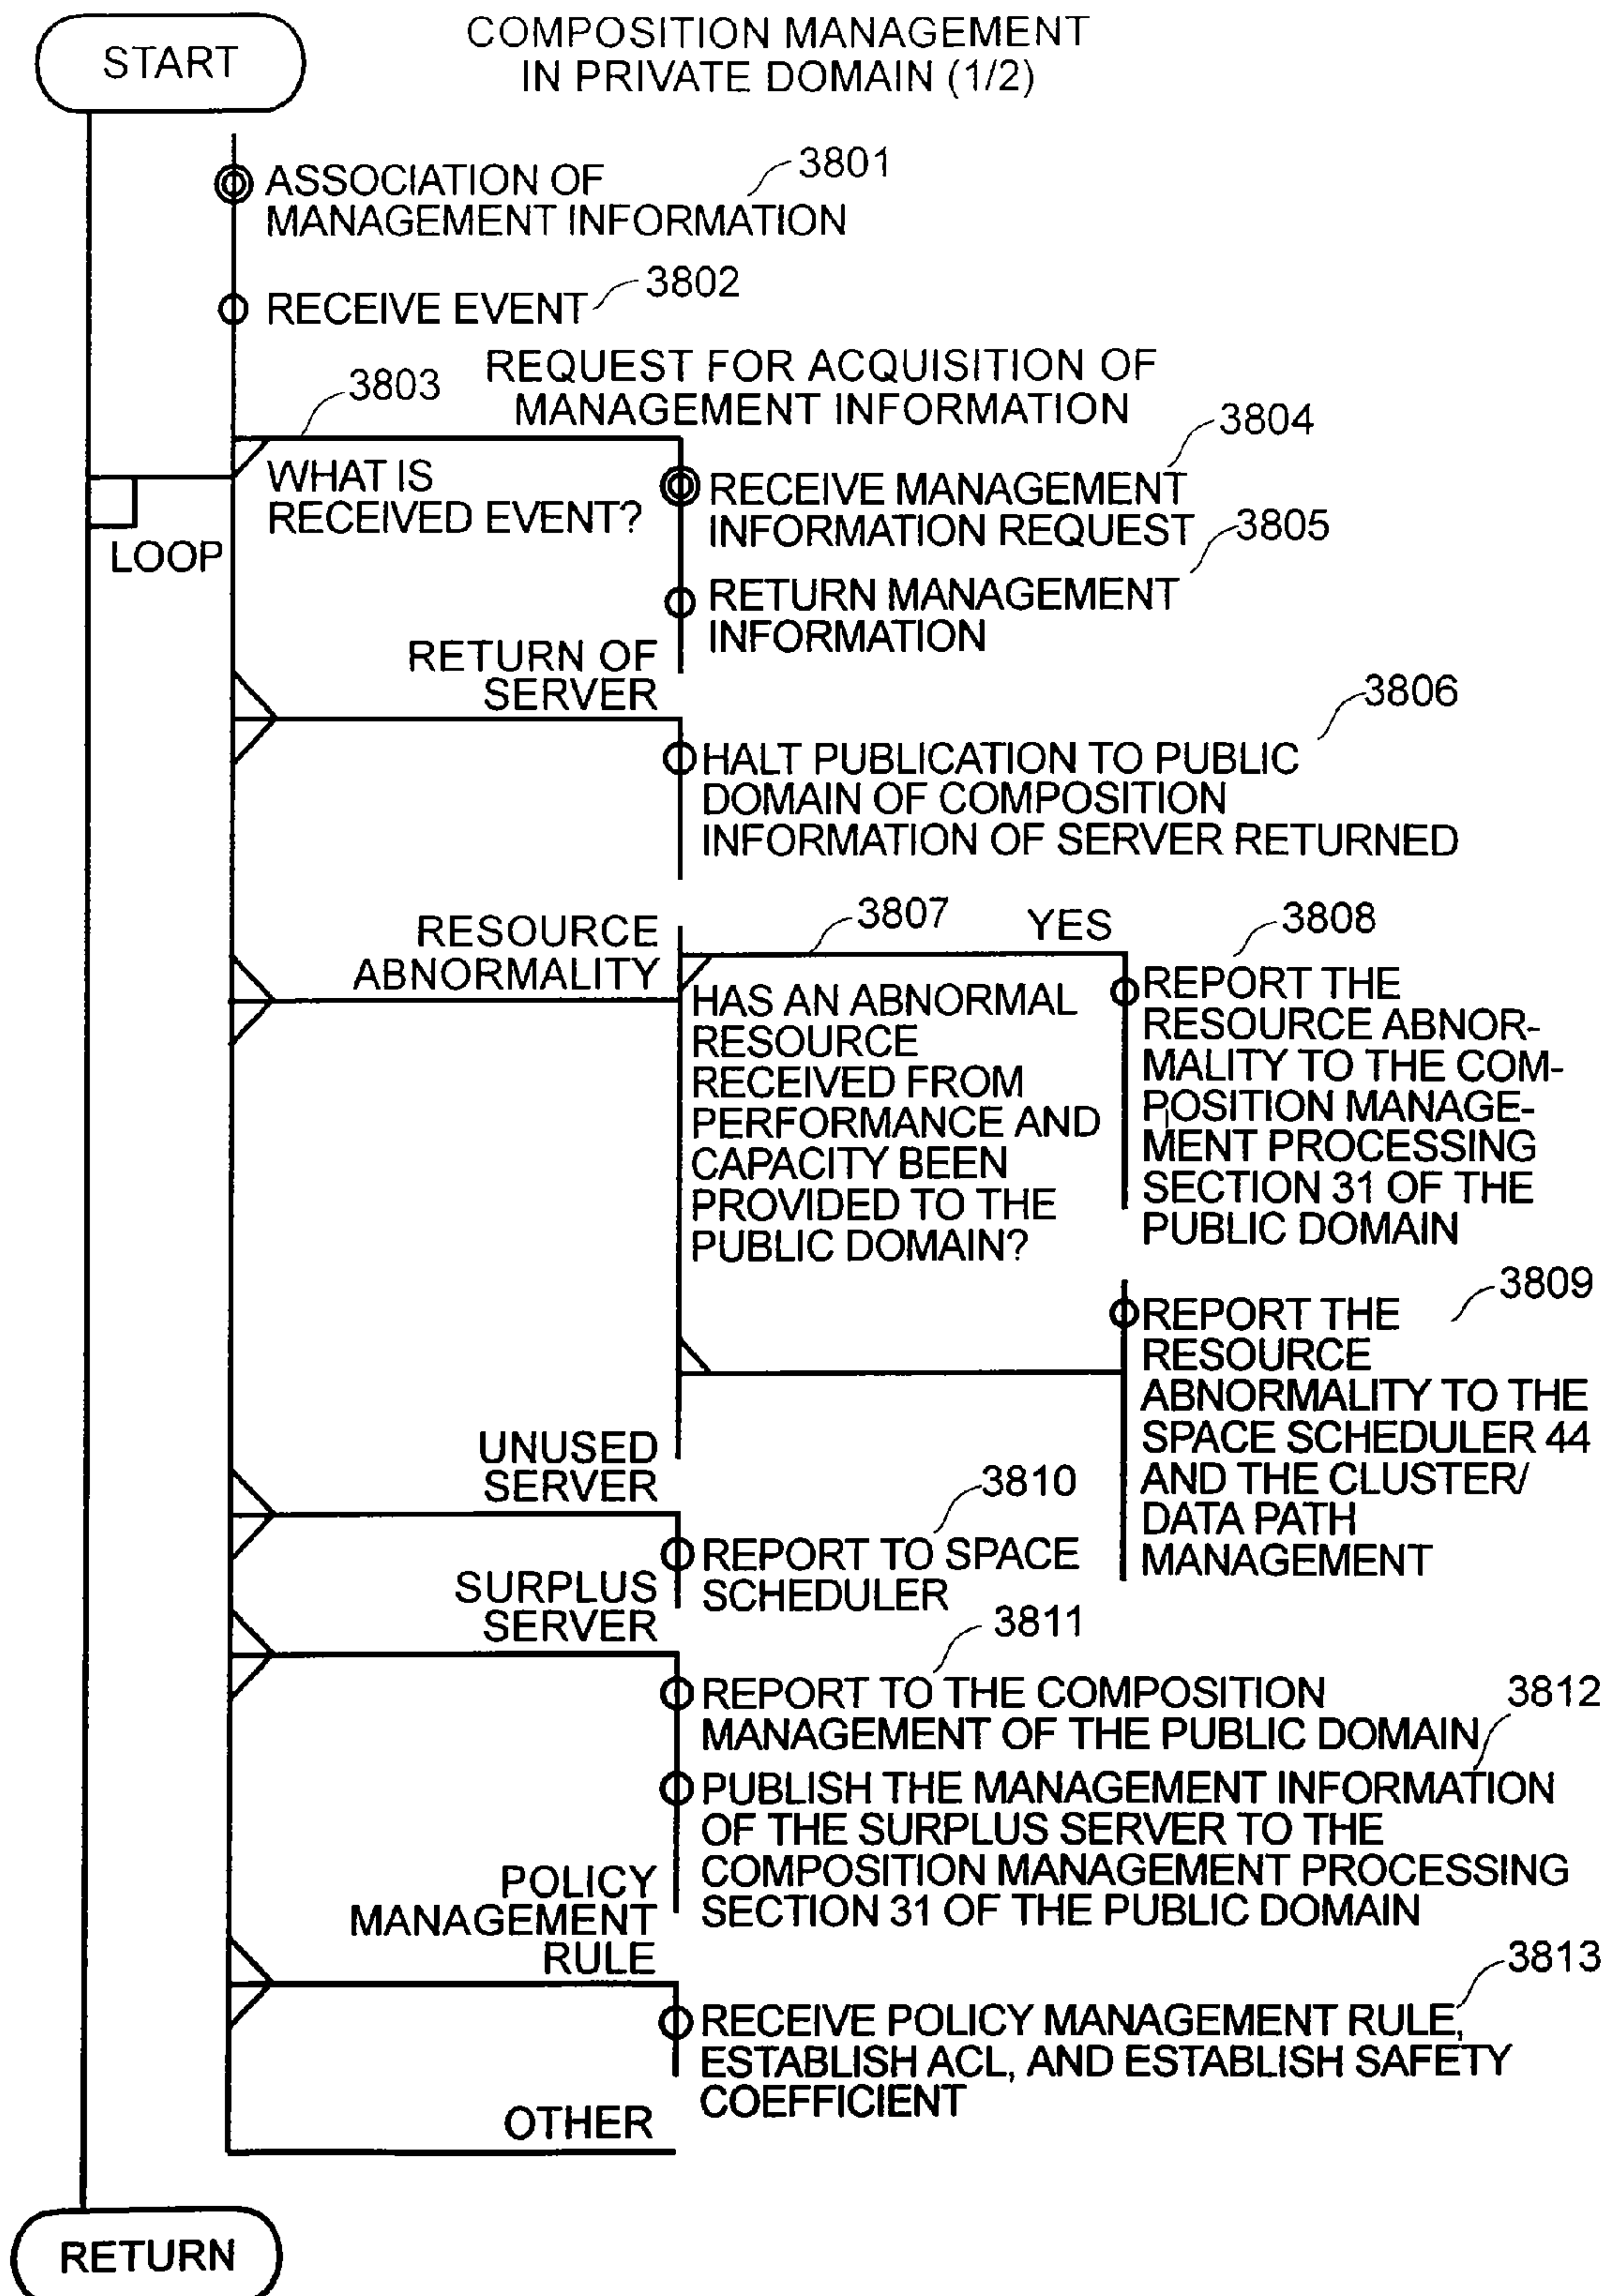 START
COMPOSITION MANAGEMENT
IN PRIVATE DOMAIN (1/2)
ASSOCIATION OF
MANAGEMENT INFORMATION
3801
RECEIVE EVENT
3802
3803
REQUEST FOR ACQUISITION OF
MANAGEMENT INFORMATION
WHAT IS
RECEIVED EVENT?
LOOP
3804
RECEIVE MANAGEMENT
INFORMATION REQUEST
3805
RETURN MANAGEMENT
INFORMATION
RETURN OF
SERVER
3806
HALT PUBLICATION TO PUBLIC
DOMAIN OF COMPOSITION
INFORMATION OF SERVER RETURNED
RESOURCE
ABNORMALITY
3807
YES
HAS AN ABNORMAL
RESOURCE
RECEIVED FROM
PERFORMANCE AND
CAPACITY BEEN
PROVIDED TO THE
PUBLIC DOMAIN?
3808
REPORT THE
RESOURCE ABNOR-
MALITY TO THE COM-
POSITION MANAGE-
MENT PROCESSING
SECTION 31 OF THE
PUBLIC DOMAIN
3809
REPORT THE
RESOURCE
ABNORMALITY TO THE
SPACE SCHEDULER 44
AND THE CLUSTER/
DATA PATH
MANAGEMENT
UNUSED
SERVER
3810
REPORT TO SPACE
SCHEDULER
SURPLUS
SERVER
3811
REPORT TO THE COMPOSITION
MANAGEMENT OF THE PUBLIC DOMAIN
3812
PUBLISH THE MANAGEMENT INFORMATION
OF THE SURPLUS SERVER TO THE
COMPOSITION MANAGEMENT PROCESSING
SECTION 31 OF THE PUBLIC DOMAIN
POLICY
MANAGEMENT
RULE
3813
RECEIVE POLICY MANAGEMENT RULE,
ESTABLISH ACL, AND ESTABLISH SAFETY
COEFFICIENT
OTHER
RETURN